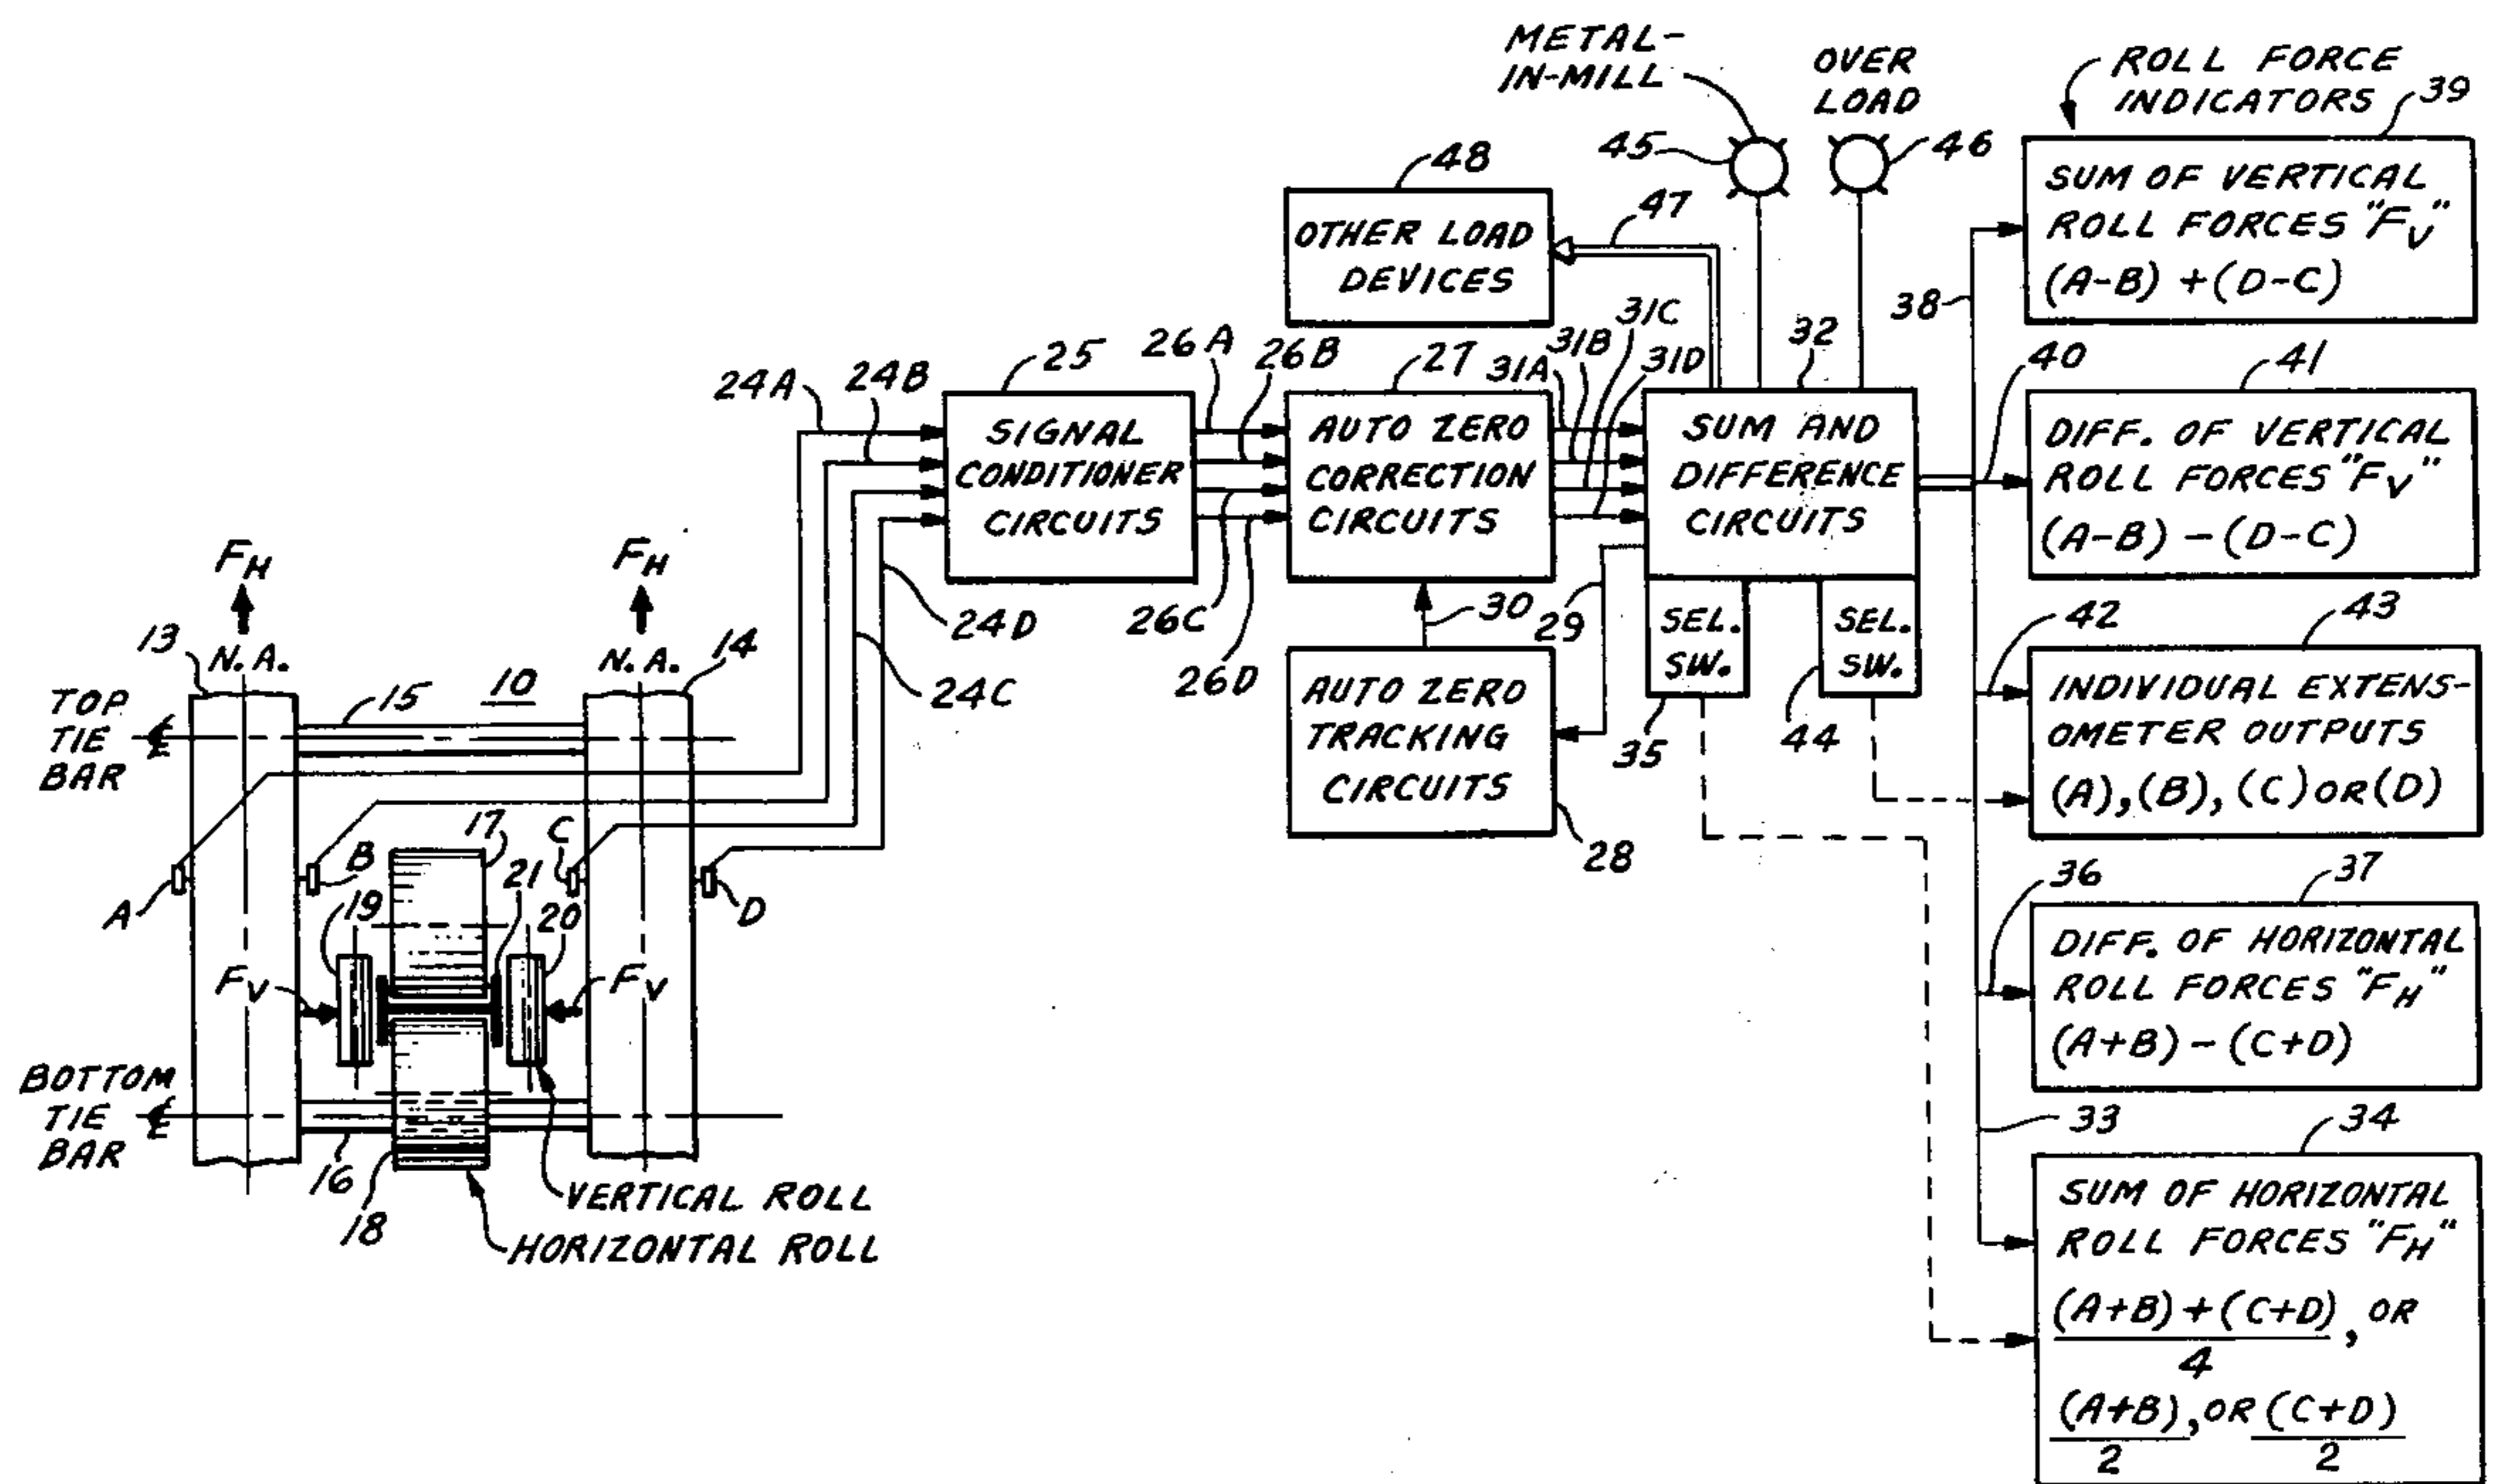 METAL-
IN-MILL
OVER
LOAD
ROLL FORCE
INDICATORS
39
45
46
48
47
OTHER LOAD
DEVICES
SUM OF VERTICAL
ROLL FORCES "FV"
(A-B) + (D-C)
38
24A
24B
25
26A
26B
27
31A
31B
31C
31D
32
40
41
SIGNAL
CONDITIONER
CIRCUITS
AUTO ZERO
CORRECTION
CIRCUITS
SUM AND
DIFFERENCE
CIRCUITS
DIFF. OF VERTICAL
ROLL FORCES "FV"
(A-B) - (D-C)
24D
24C
26C
26D
30
29
SEL.
SW.
SEL.
SW.
35
44
42
43
AUTO ZERO
TRACKING
CIRCUITS
28
INDIVIDUAL EXTENS-
OMETER OUTPUTS
(A), (B), (C) OR (D)
FH
FH
13
N.A.
N.A.
14
TOP
TIE
BAR
℄
15
10
17
C
B
21
A
19
20
D
FV
FV
BOTTOM
TIE
BAR
℄
16
18
VERTICAL ROLL
HORIZONTAL ROLL
36
37
DIFF. OF HORIZONTAL
ROLL FORCES "FH"
(A+B) - (C+D)
33
34
SUM OF HORIZONTAL
ROLL FORCES "FH"
(A+B) + (C+D), OR
4
(A+B), OR (C+D)
2 2